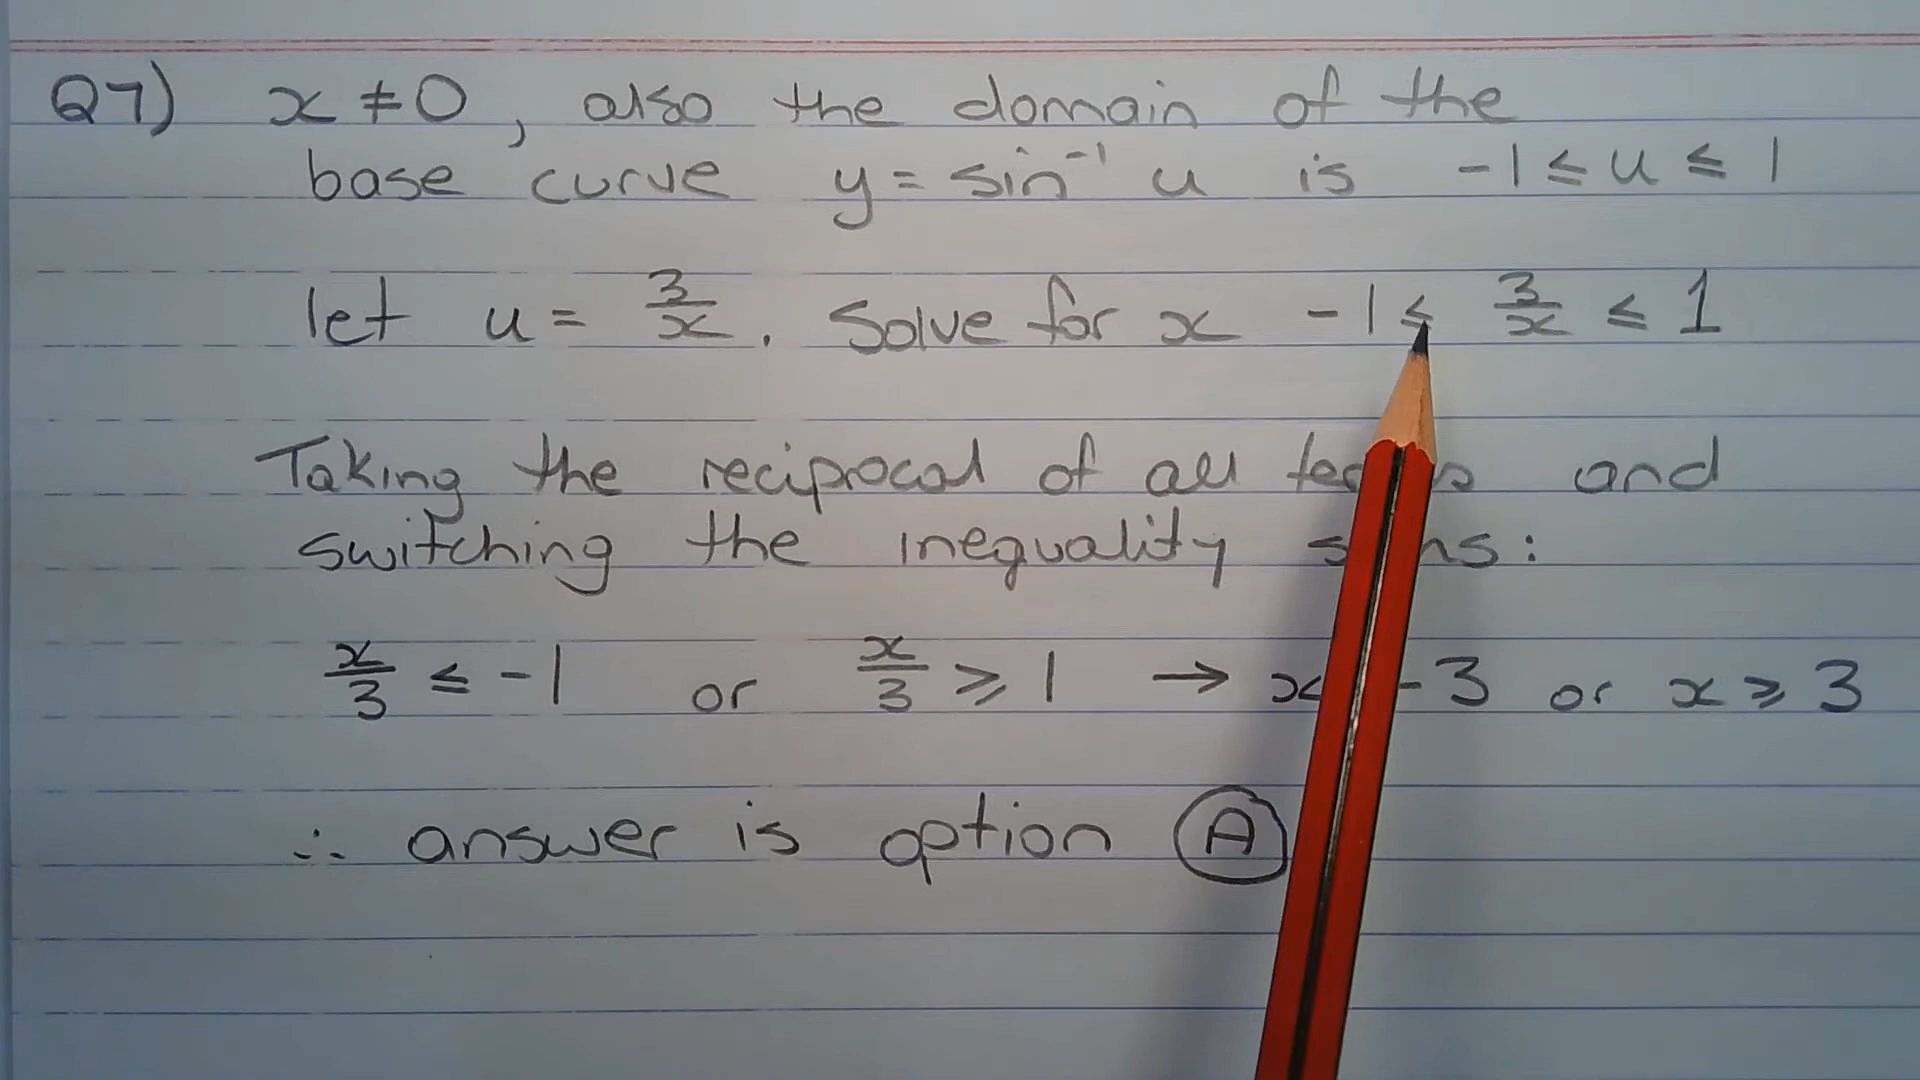 Q7) x ≠ 0, also the domain of the
base curve y = sin⁻¹ u is -1 ≤ u ≤ 1
let u = 3/x. Solve for x -1 ≤ 3/x ≤ 1
Taking the reciprocal of all and
switching the inequality :
x/3 ≤ -1 or x/3 ≥ 1 → x -3 or x ≥ 3
∴ answer is option A